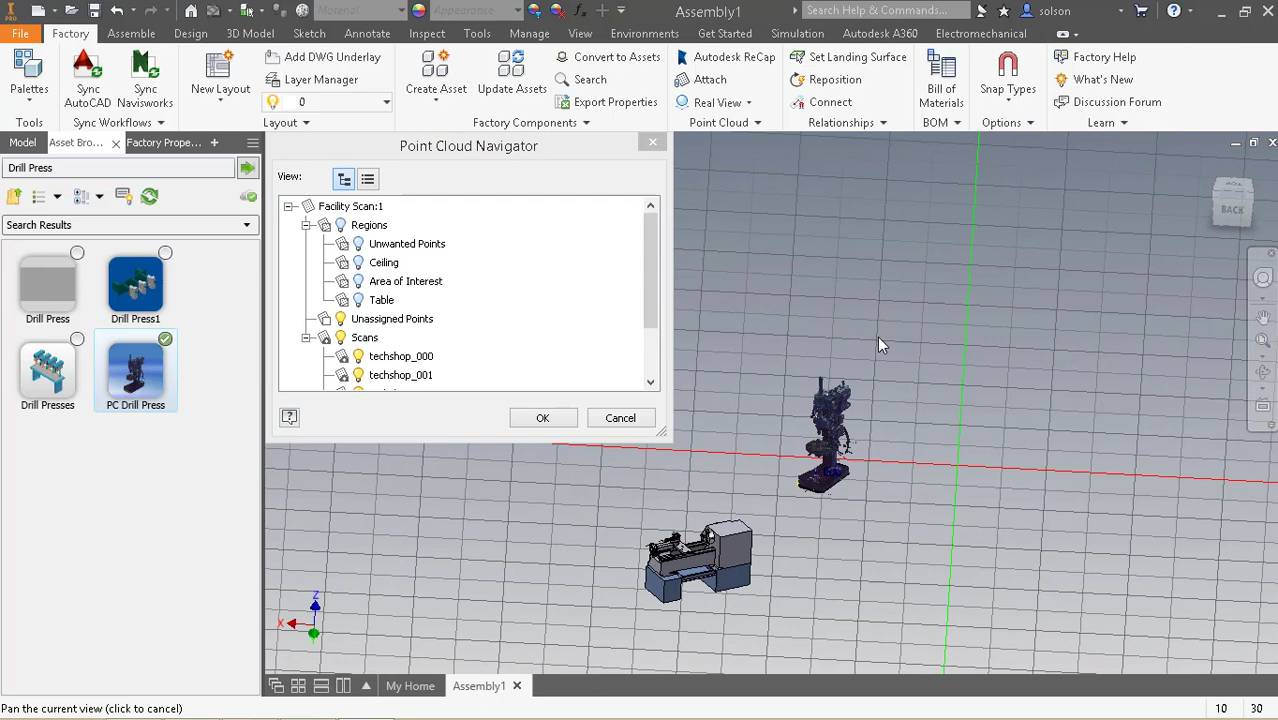 Material
Appearance
Assembly1
Search Help & Commands...
solson
PRO
File
Factory
Assemble
Design
3D Model
Sketch
Annotate
Inspect
Tools
Manage
View
Environments
Get Started
Simulation
Autodesk A360
Electromechanical
Palettes
Sync AutoCAD
Sync Navisworks
New Layout
Add DWG Underlay
Layer Manager
0
Create Asset
Update Assets
Convert to Assets
Search
Export Properties
Autodesk ReCap
Attach
Real View
Set Landing Surface
Reposition
Connect
Bill of Materials
Snap Types
Factory Help
What's New
Discussion Forum
Tools
Sync Workflows
Layout
Factory Components
Point Cloud
Relationships
BOM
Options
Learn
Model
Asset Bro...
Factory Prope...
Drill Press
Search Results
Drill Press
Drill Press1
Drill Presses
PC Drill Press
Point Cloud Navigator
View:
Facility Scan:1
Regions
Unwanted Points
Ceiling
Area of Interest
Table
Unassigned Points
Scans
techshop_000
techshop_001
OK
Cancel
BACK
Z
X
My Home
Assembly1
Pan the current view (click to cancel)
10
30